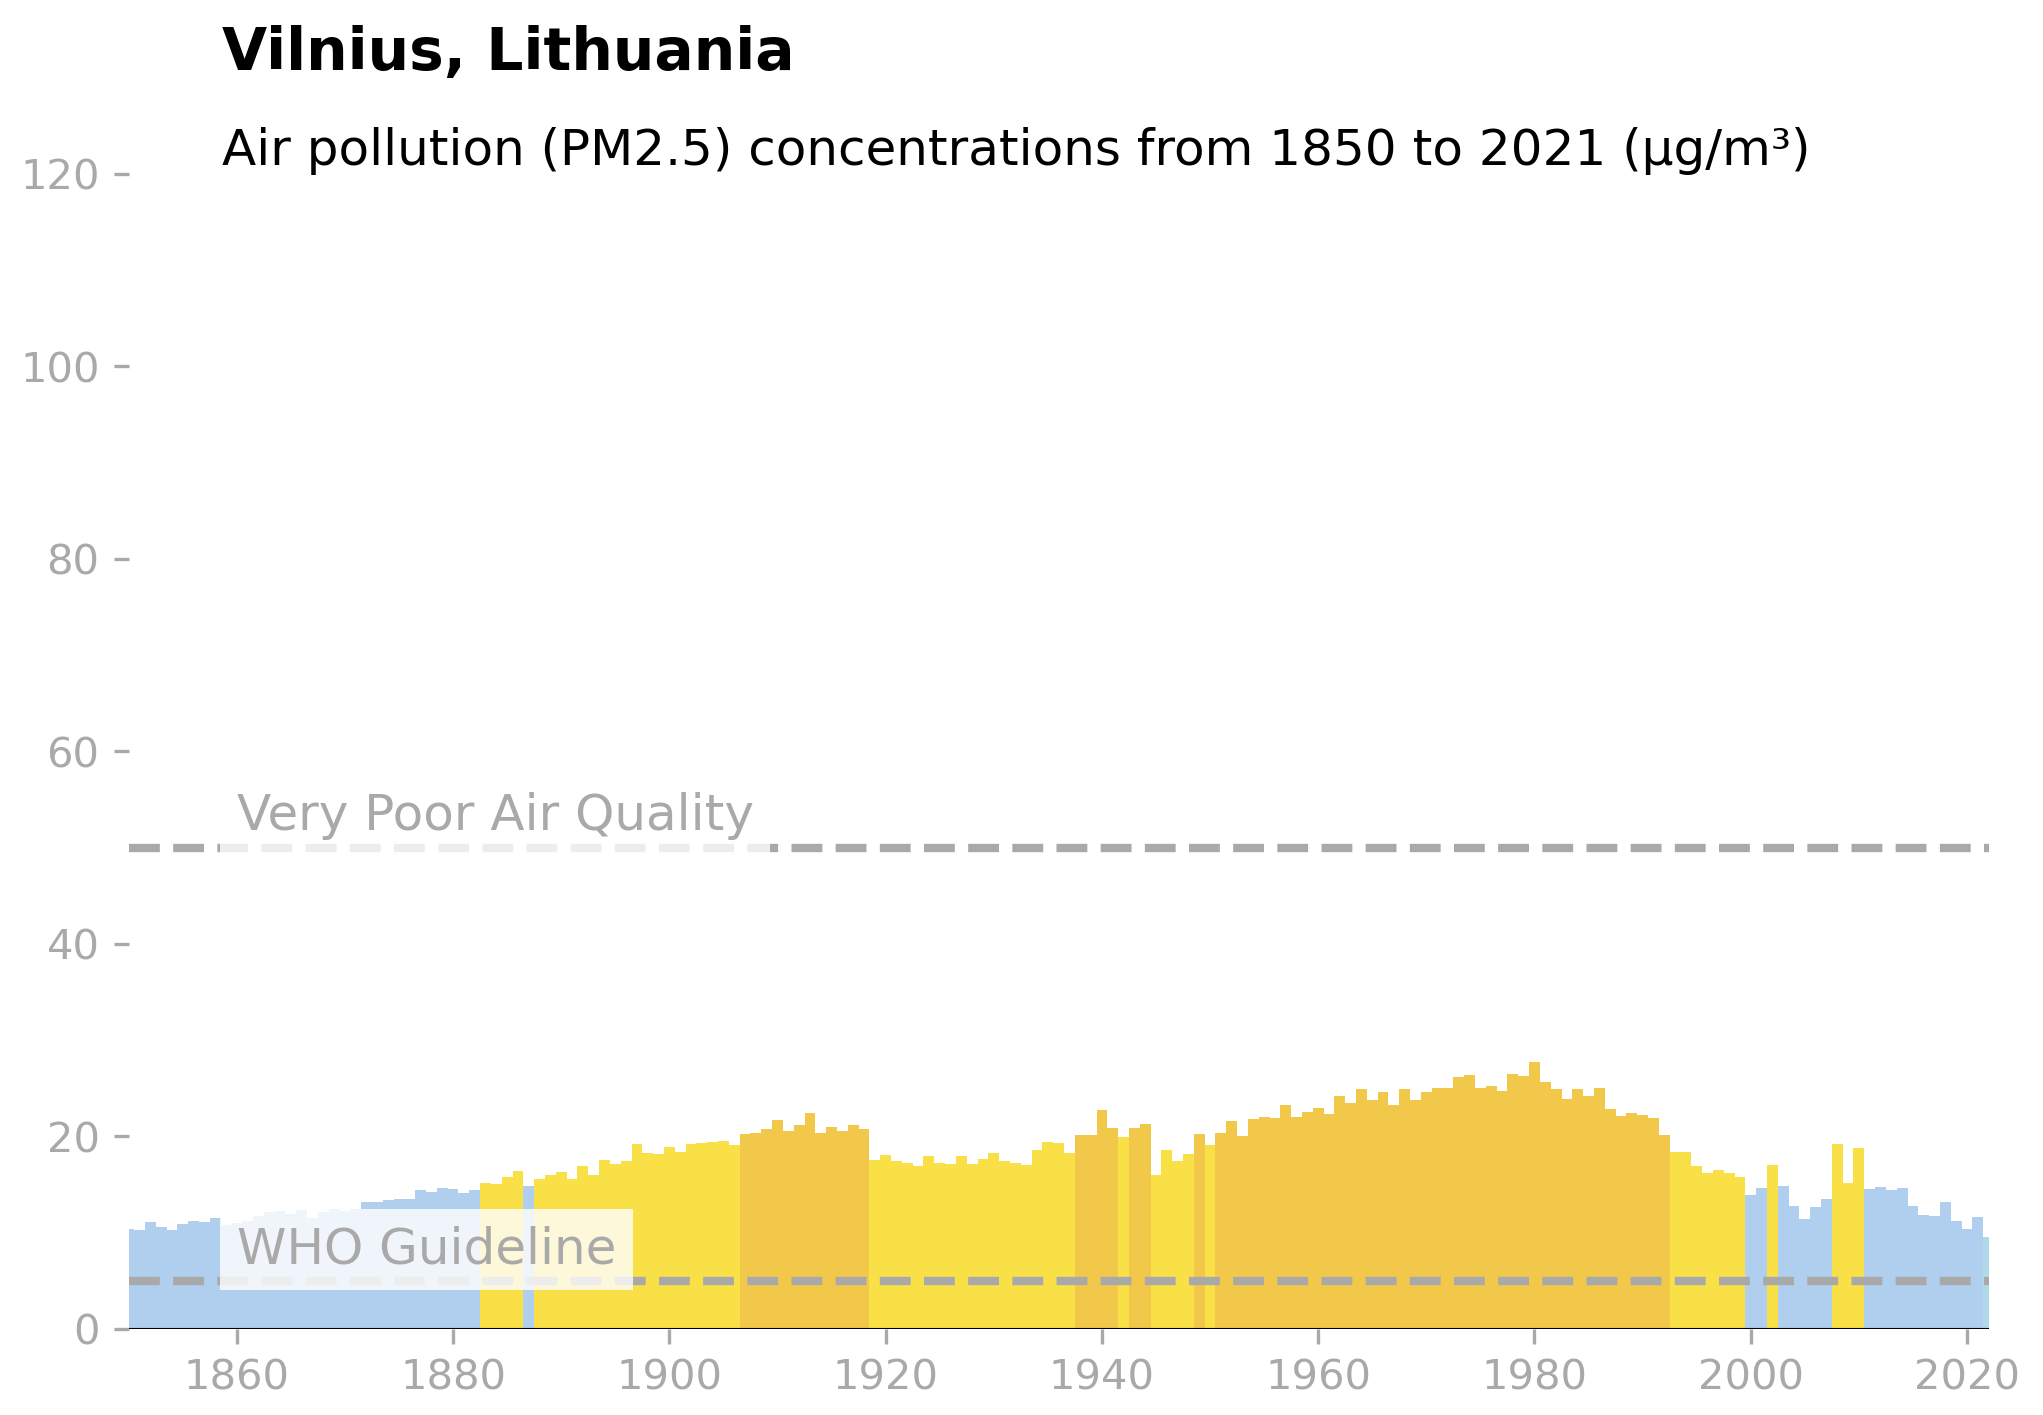 Vilnius, Lithuania
Air pollution (PM2.5) concentrations from 1850 to 2021 (µg/m³)
120
100
80
60
Very Poor Air Quality
40
20
WHO Guideline
0
1860 1880 1900 1920 1940 1960 1980 2000 2020